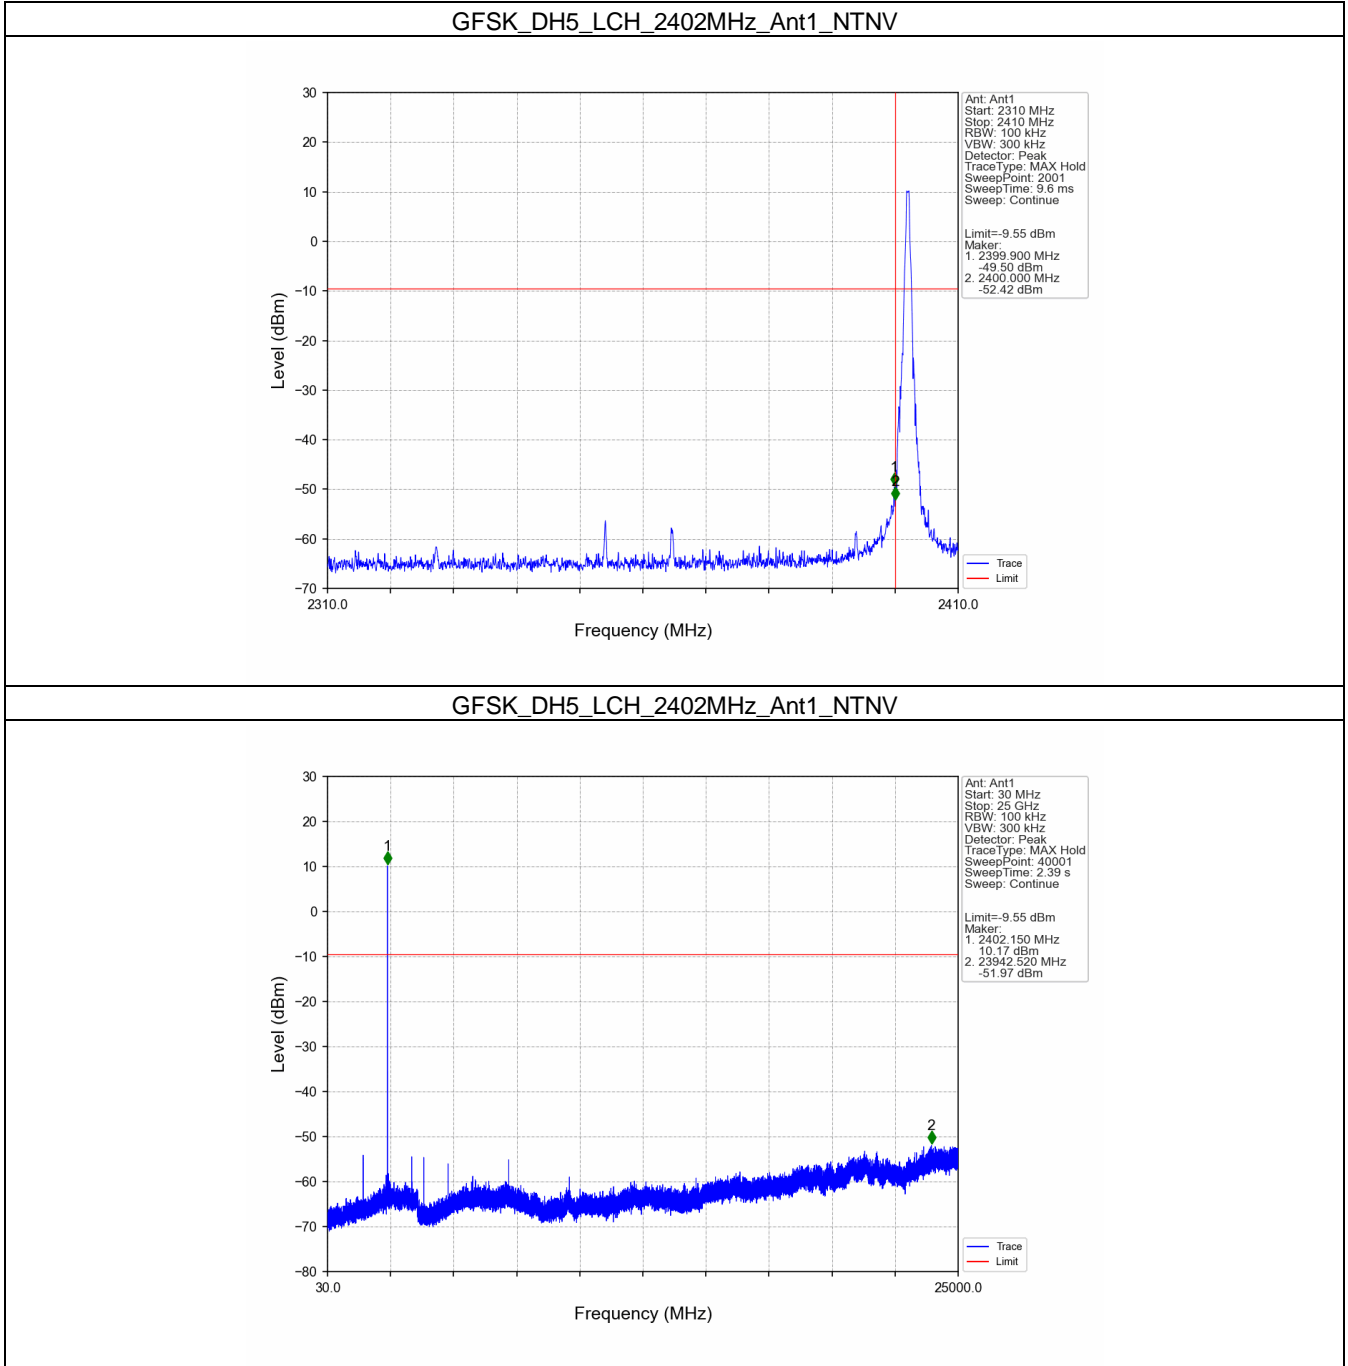 GFSK_DH5_LCH_2402MHz_Ant1_NTNV
30
20
10
0
−10
−20
−30
−40
−50
−60
−70
Level (dBm)
2310.0
2410.0
Frequency (MHz)
1
2
Ant: Ant1
Start: 2310 MHz
Stop: 2410 MHz
RBW: 100 kHz
VBW: 300 kHz
Detector: Peak
TraceType: MAX Hold
SweepPoint: 2001
SweepTime: 9.6 ms
Sweep: Continue
Limit=-9.55 dBm
Maker:
1. 2399.900 MHz
-49.50 dBm
2. 2400.000 MHz
-52.42 dBm
Trace
Limit
GFSK_DH5_LCH_2402MHz_Ant1_NTNV
30
20
10
0
−10
−20
−30
−40
−50
−60
−70
−80
Level (dBm)
30.0
25000.0
Frequency (MHz)
1
2
Ant: Ant1
Start: 30 MHz
Stop: 25 GHz
RBW: 100 kHz
VBW: 300 kHz
Detector: Peak
TraceType: MAX Hold
SweepPoint: 40001
SweepTime: 2.39 s
Sweep: Continue
Limit=-9.55 dBm
Maker:
1. 2402.150 MHz
10.17 dBm
2. 23942.520 MHz
-51.97 dBm
Trace
Limit